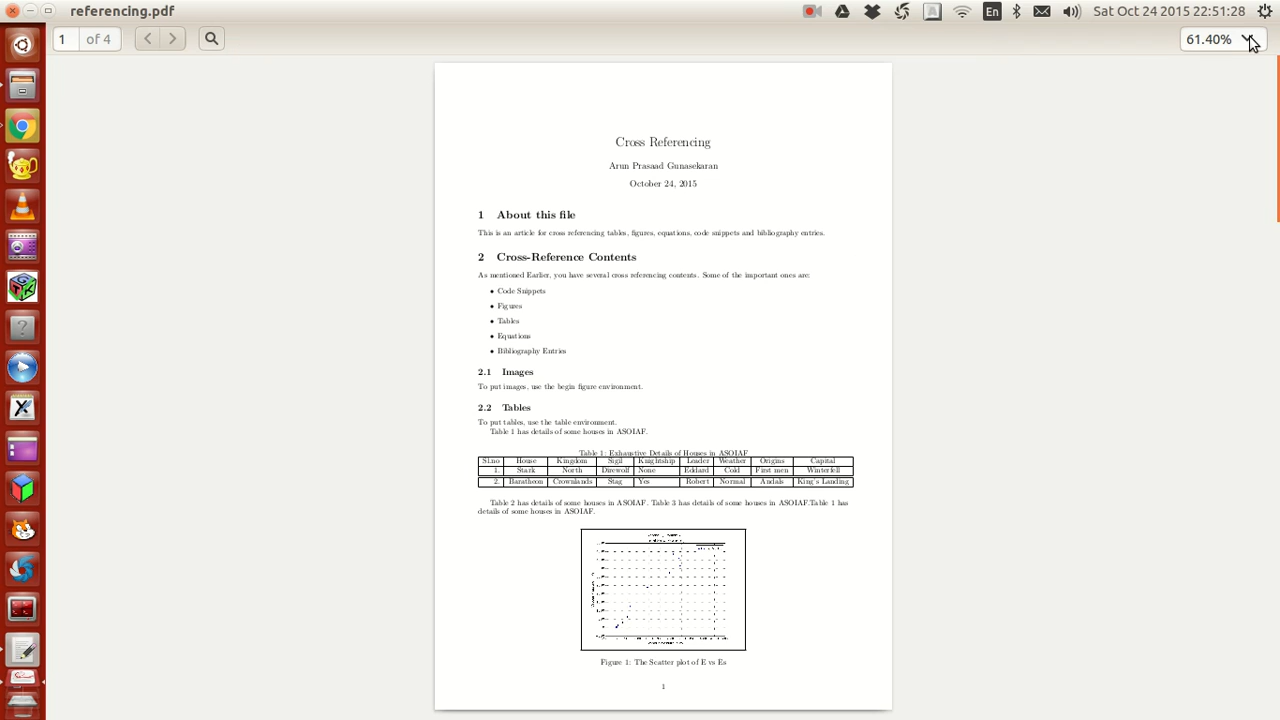 referencing.pdf
En
Sat Oct 24 2015 22:51:28
1 of 4
61.40%
Cross Referencing
Arun Prasaad Gunasekaran
October 24, 2015
1 About this file
This is an article for cross referencing tables, figures, equations, code snippets and bibliography entries.
2 Cross-Reference Contents
As mentioned Earlier, you have several cross referencing contents. Some of the important ones are:
• Code Snippets
• Figures
• Tables
• Equations
• Bibliography Entries
2.1 Images
To put images, use the begin figure environment.
2.2 Tables
To put tables, use the table environment.
Table 1 has details of some houses in ASOIAF.
Table 1: Exhaustive Details of Houses in ASOIAF
Sl.no House Kingdom Sigil Knightship Leader Weather Origins Capital
1. Stark North Direwolf None Eddard Cold First men Winterfell
2. Baratheon Crownlands Stag Yes Robert Normal Andals King's Landing
Table 2 has details of some houses in ASOIAF. Table 3 has details of some houses in ASOIAF.Table 1 has
details of some houses in ASOIAF.
Figure 1: The Scatter plot of E vs Es
1